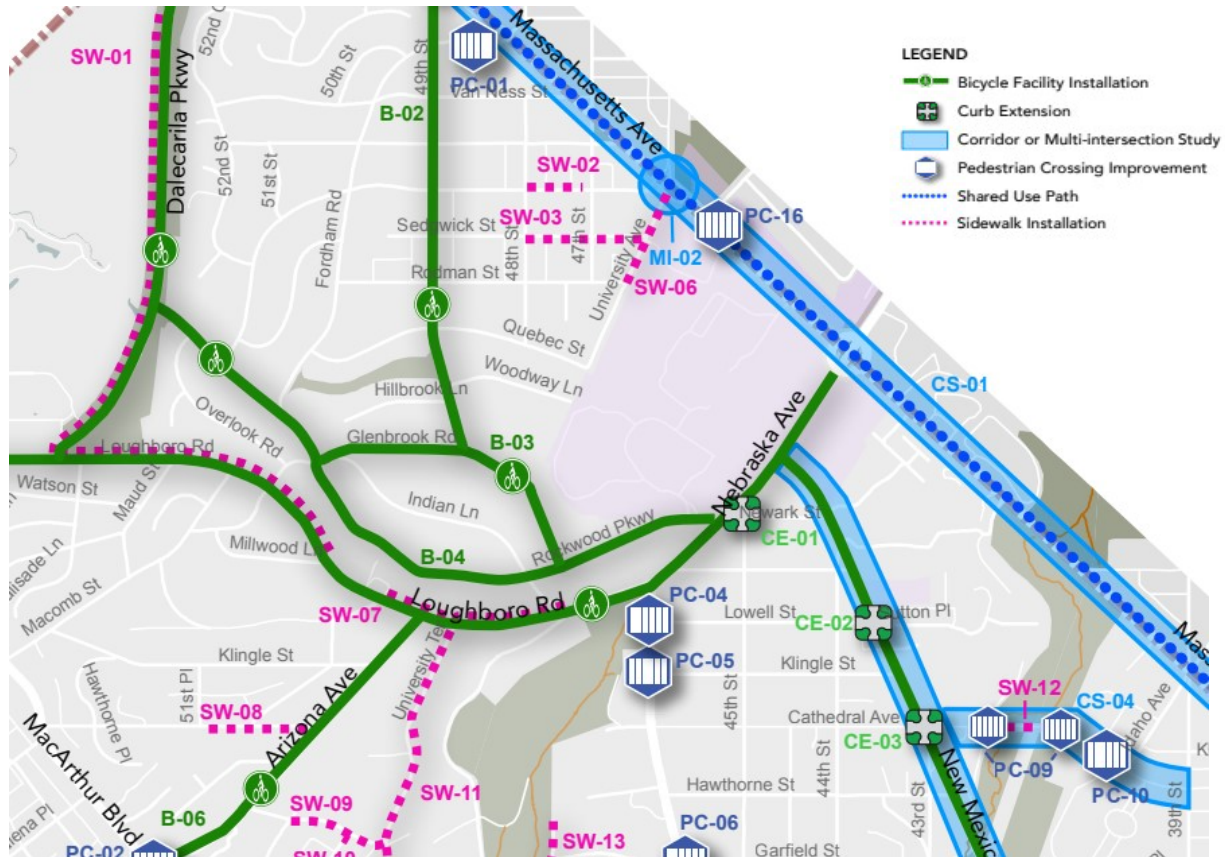 LEGEND
Bicycle Facility Installation
Curb Extension
Corridor or Multi-intersection Study
Pedestrian Crossing Improvement
Shared Use Path
Sidewalk Installation
SW-01
52nd
50th St
49th St
PC-01
Massachusetts Ave
Van Ness St
B-02
Dalecarila Pkwy
52nd St
51st St
SW-02
SW-03
PC-16
Fordham Rd
48th St
47th St
University Ave
MI-02
Rodman St
SW-06
Quebec St
Woodway Ln
CS-01
Hillbrook Ln
Overlook Rd
Nebraska Ave
Loughboro Rd
Glenbrook Rd
B-03
Watson St
Maud St
Indian Ln
Newark St
CE-01
Rockwood Pkwy
Millwood Ln
B-04
Macomb St
SW-07
Loughboro Rd
PC-04
Lowell St
CE-02
Klingle St
University
PC-05
Klingle St
45th St
SW-12
CS-04
Hawthorne Pl
51st Pl
SW-08
Arizona Ave
Cathedral Ave
CE-03
PC-09
Idaho Ave
MacArthur Blvd
SW-11
Hawthorne St
44th St
43rd St
New Mexico
PC-10
39th St
B-06
SW-09
SW-10
SW-13
PC-06
PC-02
Garfield St